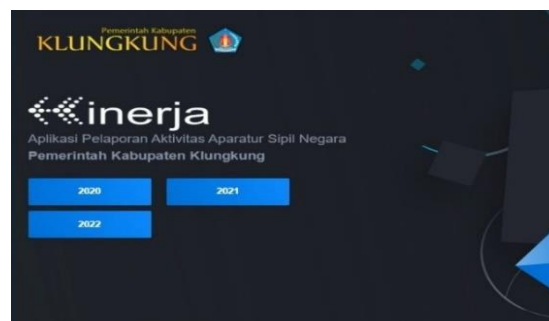 Pemerintah Kabupaten
KLUNGKUNG
Kinerja
Aplikasi Pelaporan Aktivitas Aparatur Sipil Negara
Pemerintah Kabupaten Klungkung
2020 2021
2022